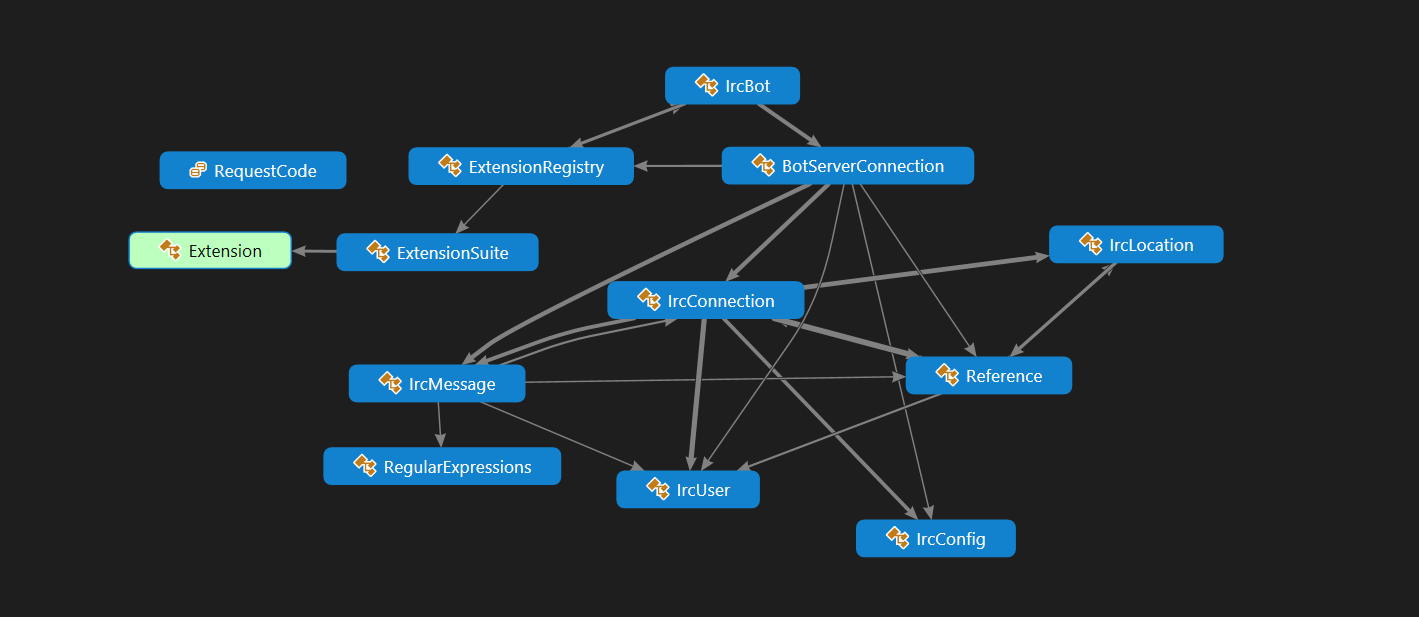 IrcBot
ExtensionRegistry
BotServerConnection
RequestCode
Extension
ExtensionSuite
IrcLocation
IrcConnection
IrcMessage
Reference
RegularExpressions
IrcUser
IrcConfig